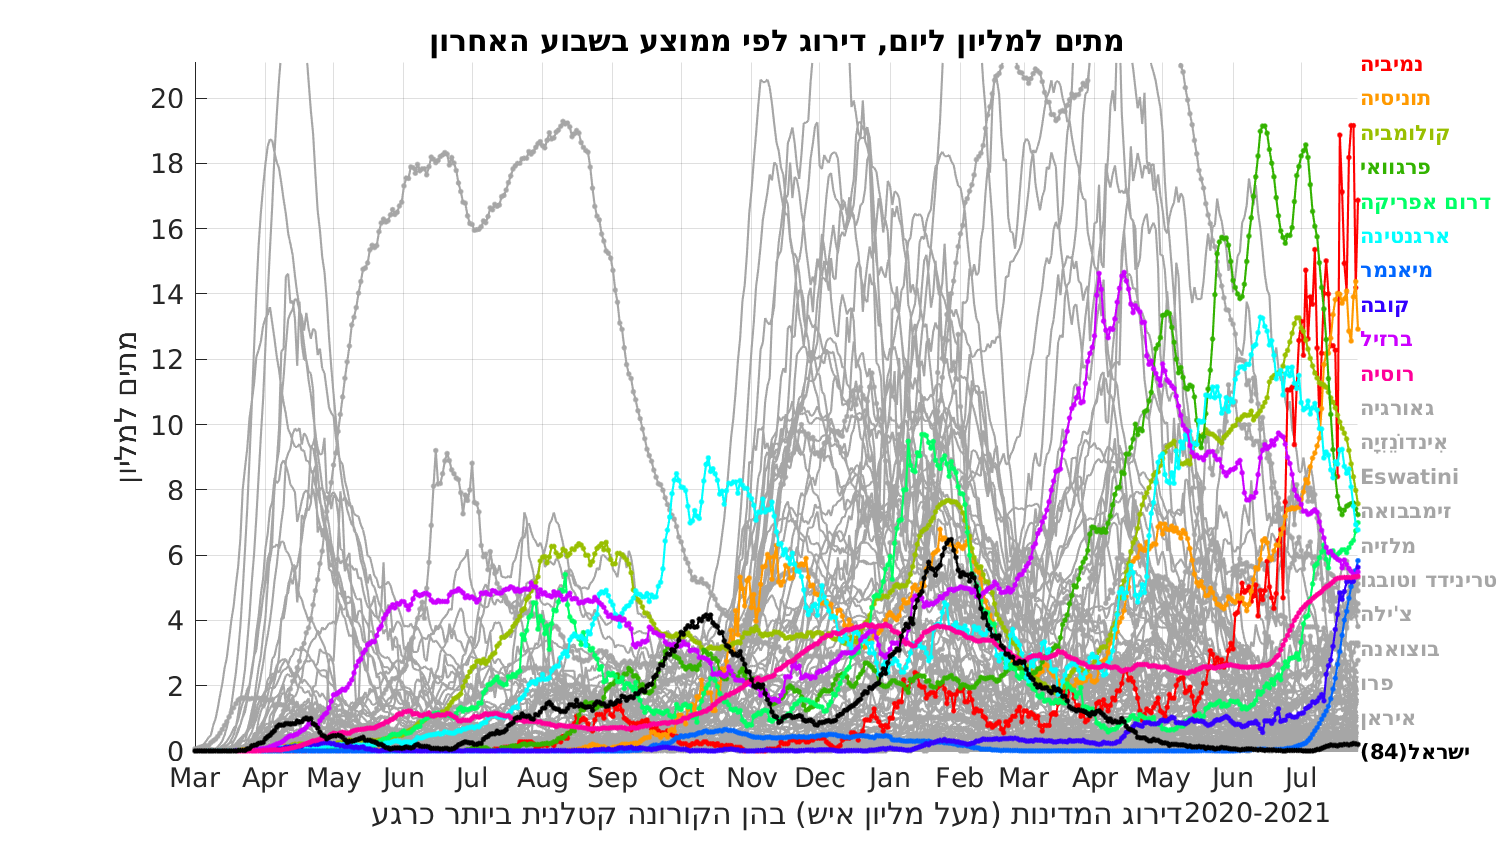 מתים למליון ליום, דירוג לפי ממוצע בשבוע האחרון
מתים למליון
20
18
16
14
12
10
8
6
4
2
0
Mar Apr May Jun Jul Aug Sep Oct Nov Dec Jan Feb Mar Apr May Jun Jul
דירוג המדינות (מעל מליון איש) בהן הקורונה קטלנית ביותר כרגע2020-2021
נמיביה
תוניסיה
קולומביה
פרגוואי
דרום אפריקה
ארגנטינה
מיאנמר
קובה
ברזיל
רוסיה
גאורגיה
אִינדוֹנֵזִיָה
Eswatini
זימבבואה
מלזיה
טרינידד וטובגו
צ'ילה
בוצואנה
פרו
איראן
ישראל(84)